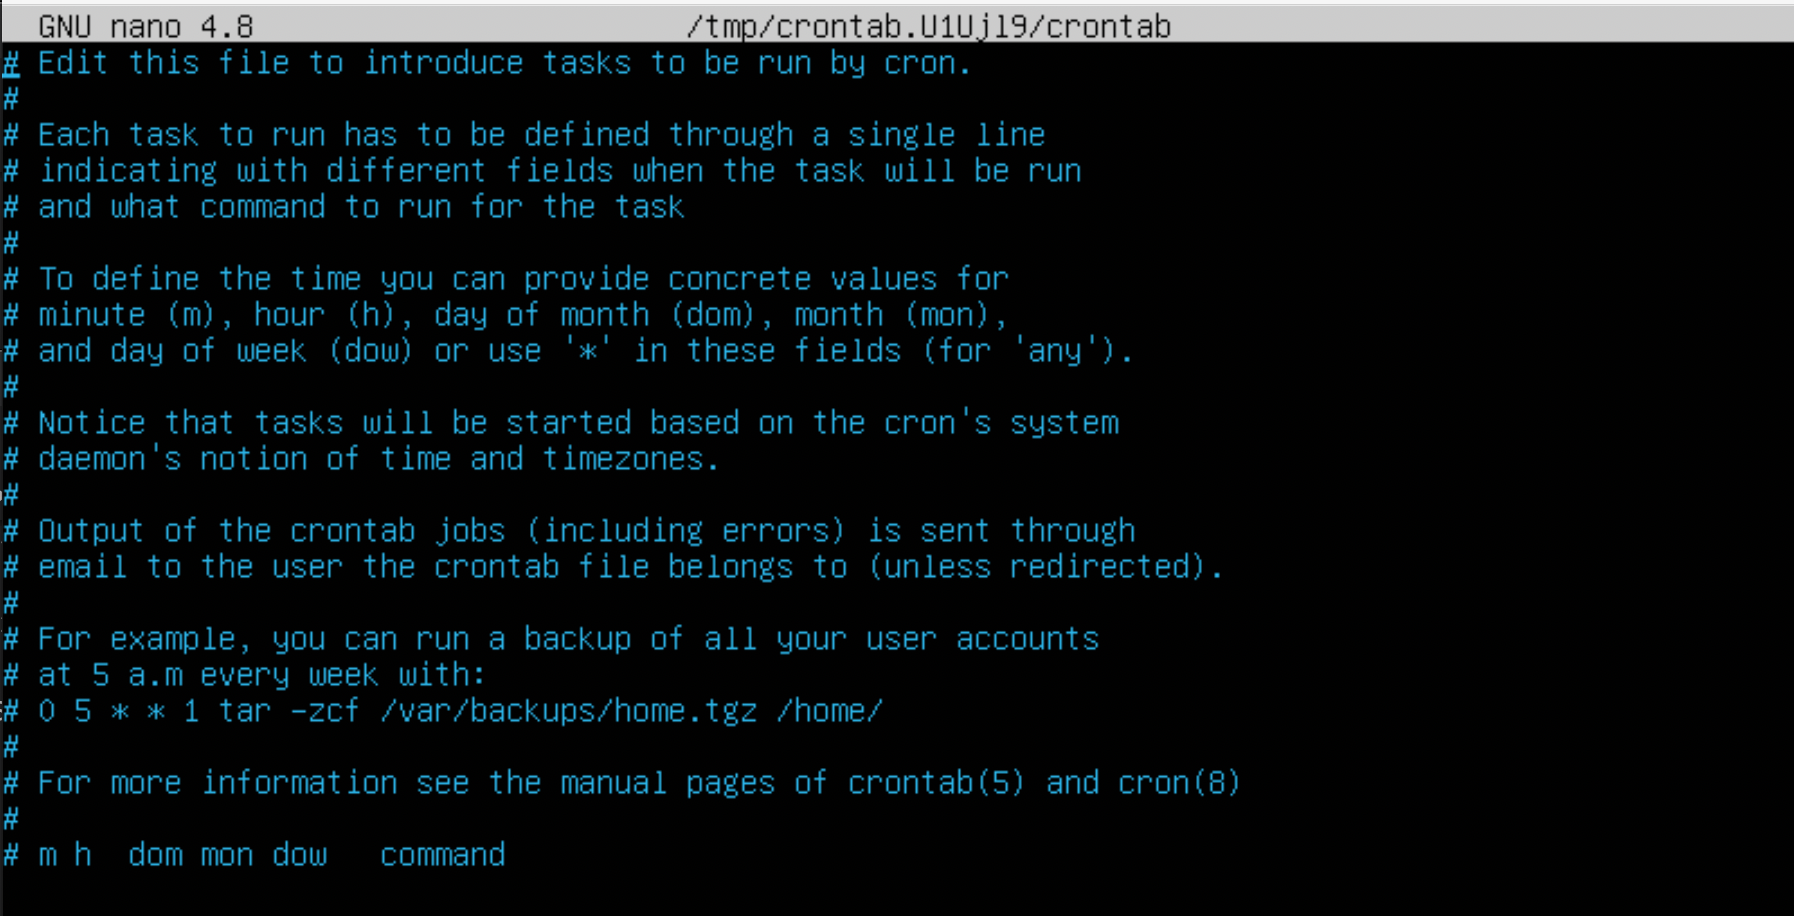 GNU nano 4.8 /tmp/crontab.U1Ujl9/crontab
# Edit this file to introduce tasks to be run by cron.
#
# Each task to run has to be defined through a single line
# indicating with different fields when the task will be run
# and what command to run for the task
#
# To define the time you can provide concrete values for
# minute (m), hour (h), day of month (dom), month (mon),
# and day of week (dow) or use '*' in these fields (for 'any').
#
# Notice that tasks will be started based on the cron's system
# daemon's notion of time and timezones.
#
# Output of the crontab jobs (including errors) is sent through
# email to the user the crontab file belongs to (unless redirected).
#
# For example, you can run a backup of all your user accounts
# at 5 a.m every week with:
# 0 5 * * 1 tar -zcf /var/backups/home.tgz /home/
#
# For more information see the manual pages of crontab(5) and cron(8)
#
# m h  dom mon dow   command